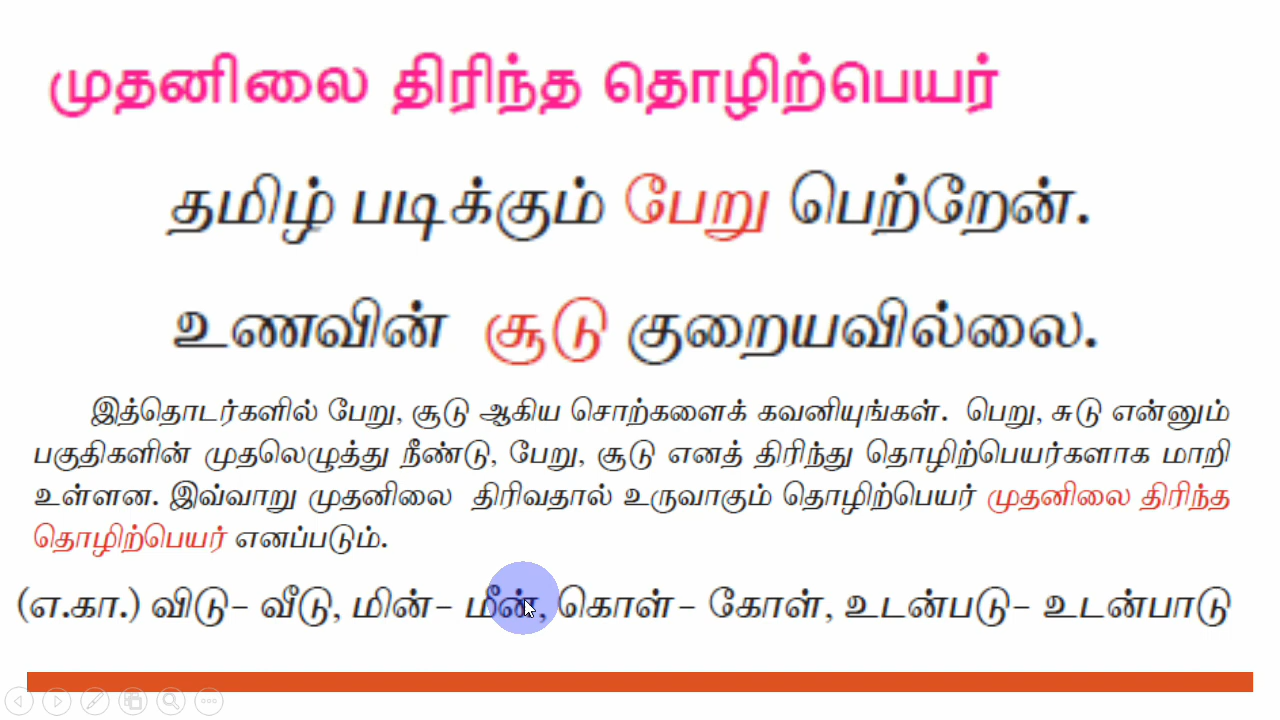 முதனிலை திரிந்த தொழிற்பெயர்
தமிழ் படிக்கும் பேறு பெற்றேன்.
உணவின் சூடு குறையவில்லை.
இத்தொடர்களில் பேறு, சூடு ஆகிய சொற்களைக் கவனியுங்கள். பெறு, சுடு என்னும்
பகுதிகளின் முதலெழுத்து நீண்டு, பேறு, சூடு எனத் திரிந்து தொழிற்பெயர்களாக மாறி
உள்ளன. இவ்வாறு முதனிலை திரிவதால் உருவாகும் தொழிற்பெயர் முதனிலை திரிந்த
தொழிற்பெயர் எனப்படும்.
(எ.கா.) விடு– வீடு, மின்– மீன், கொள்– கோள், உடன்படு– உடன்பாடு